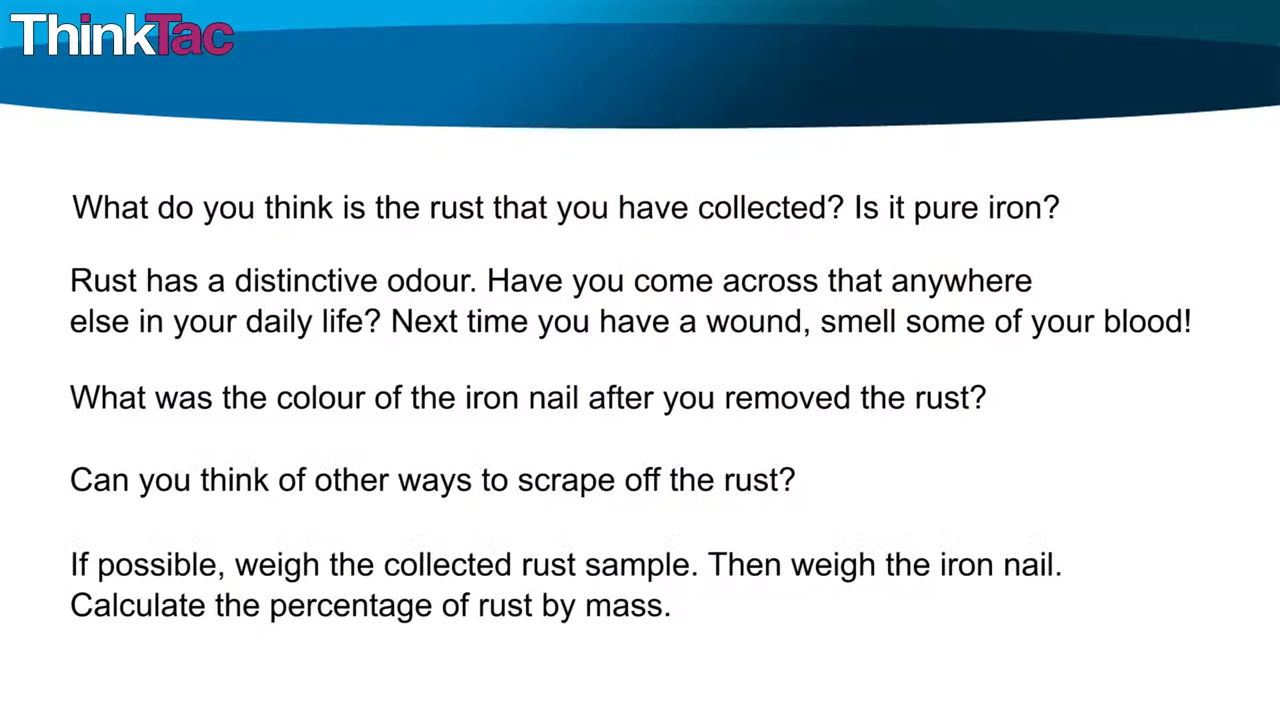 ThinkTac
What do you think is the rust that you have collected? Is it pure iron?
Rust has a distinctive odour. Have you come across that anywhere
else in your daily life? Next time you have a wound, smell some of your blood!
What was the colour of the iron nail after you removed the rust?
Can you think of other ways to scrape off the rust?
If possible, weigh the collected rust sample. Then weigh the iron nail.
Calculate the percentage of rust by mass.